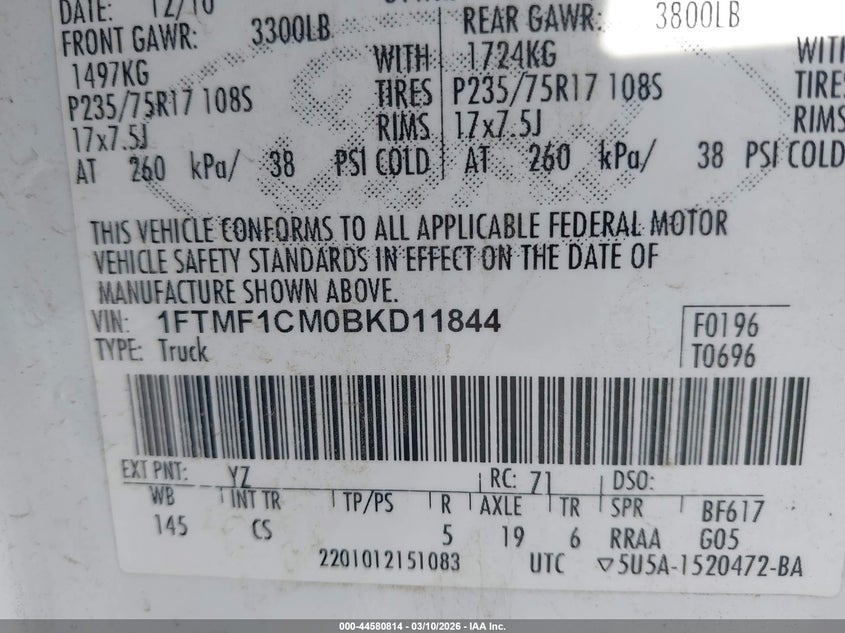 DATE: 12/10
FRONT GAWR: 3300LB REAR GAWR: 3800LB
1497KG WITH 1724KG WITH
P235/75R17 108S TIRES P235/75R17 108S TIRES
17x7.5J RIMS 17x7.5J RIMS
AT 260 kPa/ 38 PSI COLD AT 260 kPa/ 38 PSI COLD
THIS VEHICLE CONFORMS TO ALL APPLICABLE FEDERAL MOTOR
VEHICLE SAFETY STANDARDS IN EFFECT ON THE DATE OF
MANUFACTURE SHOWN ABOVE.
VIN: 1FTMF1CM0BKD11844 F0196
TYPE: Truck T0696
EXT PNT: YZ RC: 71 DSO:
WB INT TR TP/PS R AXLE TR SPR BF617
145 CS 5 19 6 RRAA G05
2201012151083 UTC ▽5U5A-1520472-BA
000-44580814 - 03/10/2026 - IAA Inc.